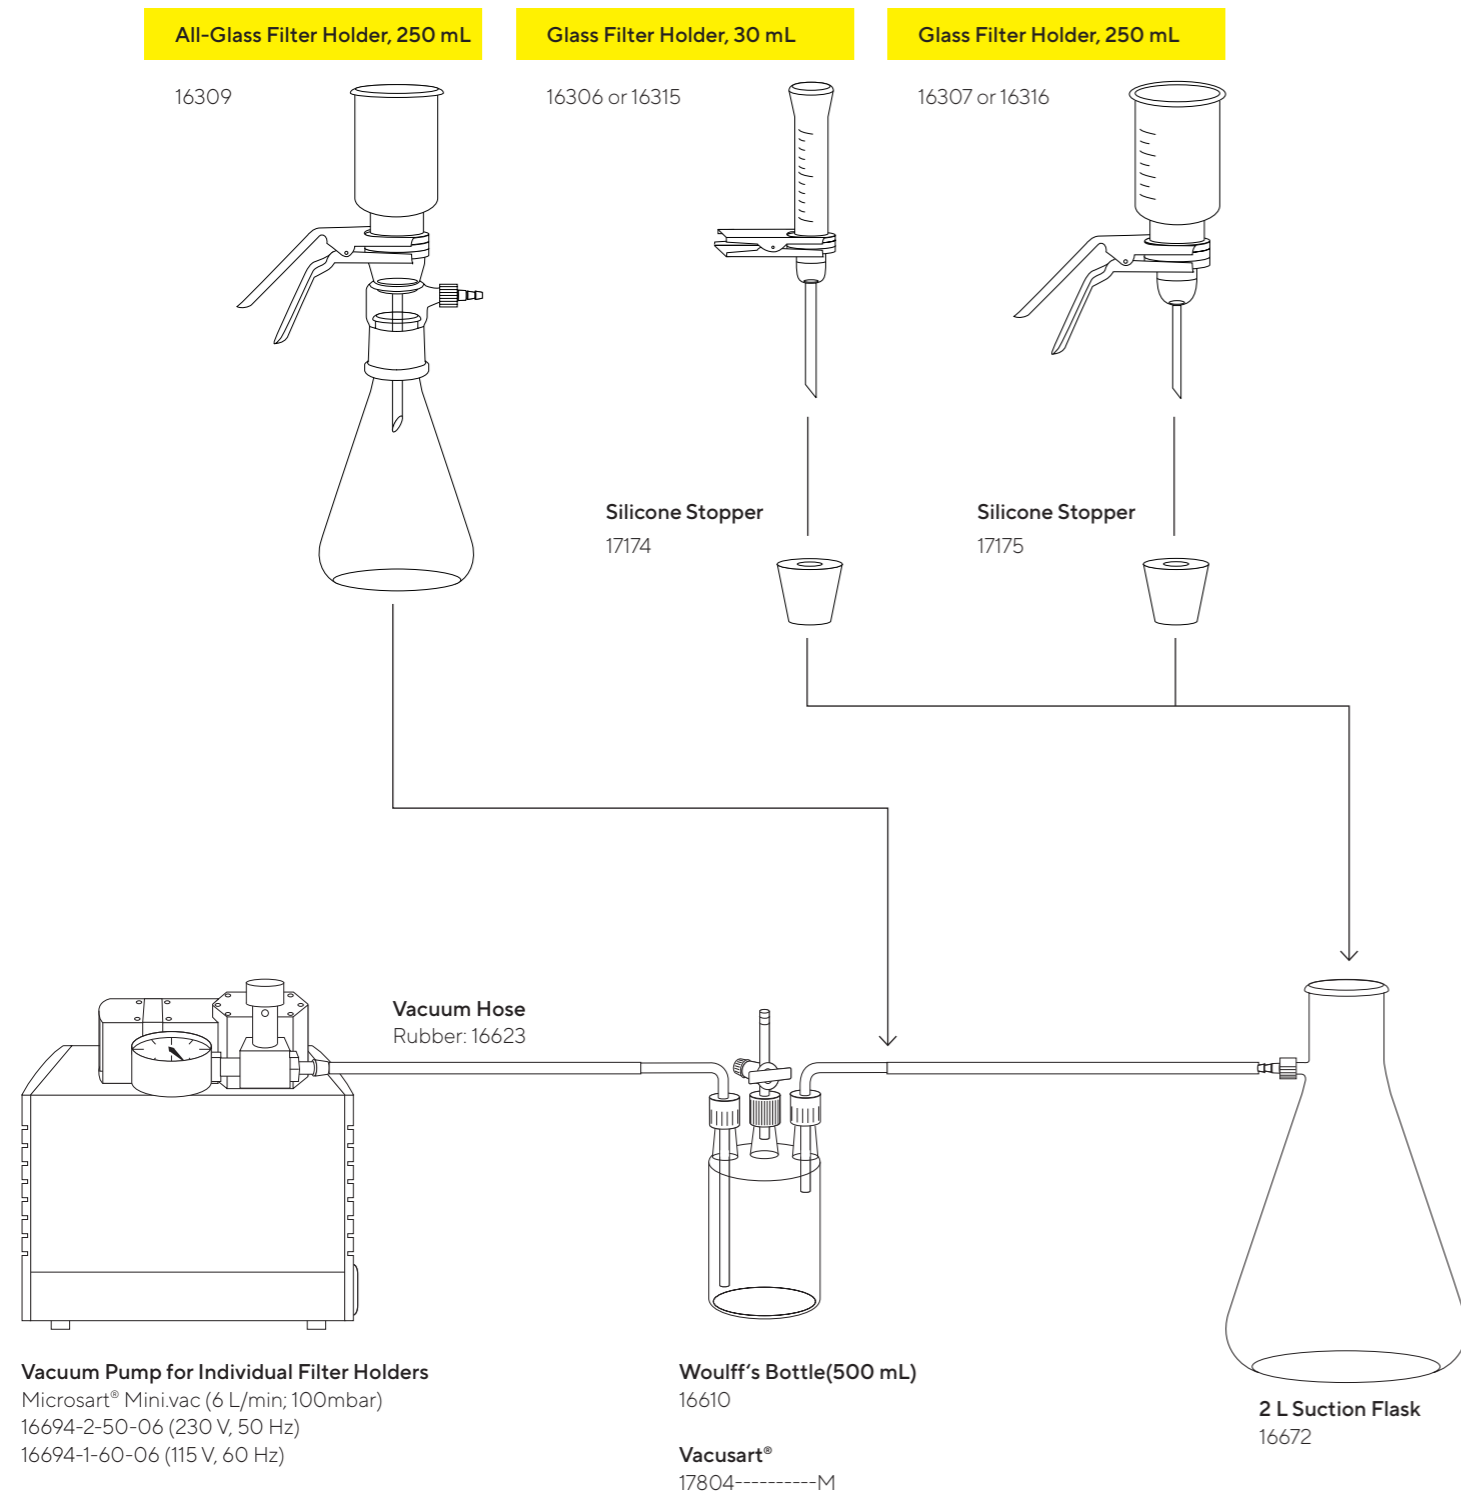 All-Glass Filter Holder, 250 mL
Glass Filter Holder, 30 mL
Glass Filter Holder, 250 mL
16309
16306 or 16315
16307 or 16316
Silicone Stopper
17174
Silicone Stopper
17175
Vacuum Hose
Rubber: 16623
Vacuum Pump for Individual Filter Holders
Microsart® Mini.vac (6 L/min; 100mbar)
16694-2-50-06 (230 V, 50 Hz)
16694-1-60-06 (115 V, 60 Hz)
Woulff‘s Bottle(500 mL)
16610
Vacusart®
17804----------M
2 L Suction Flask
16672